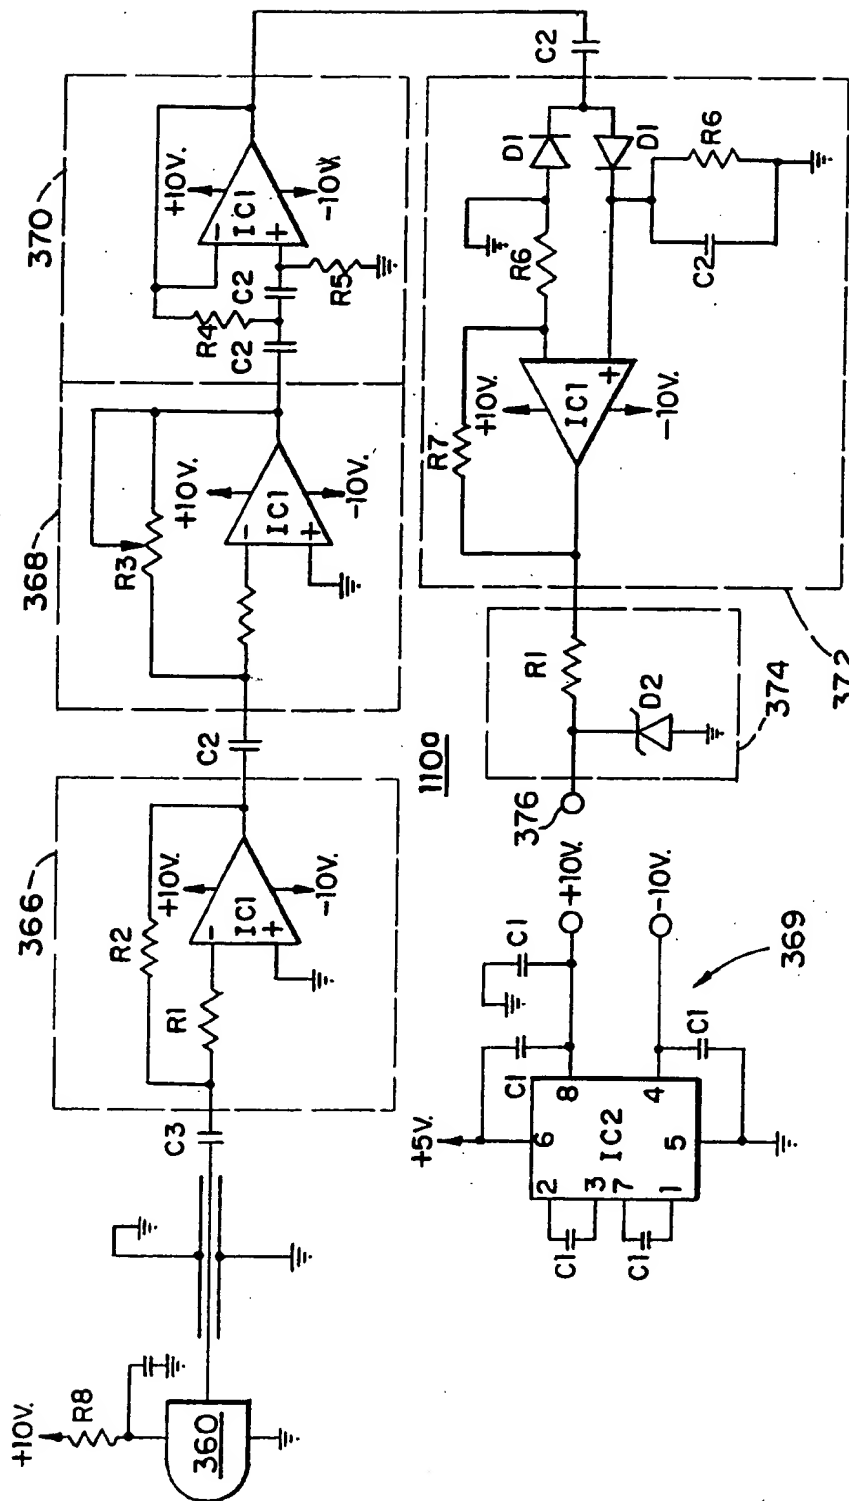 366
368
370
+10V.
R8
360
C3
R2
+10V.
R1
-
IC1
+
-10V.
C2
R3
+10V.
-
IC1
+
-10V.
R4
C2
C2
R5
+10V.
-
IC1
+
-10V.
C2
110a
+5V.
C1
C1
+10V.
6
8
2
IC2
3
7
4
5
1
C1
C1
C1
-10V.
369
376
R1
D2
374
372
R7
+10V.
IC1
+
-10V.
R6
D1
D1
R6
C2